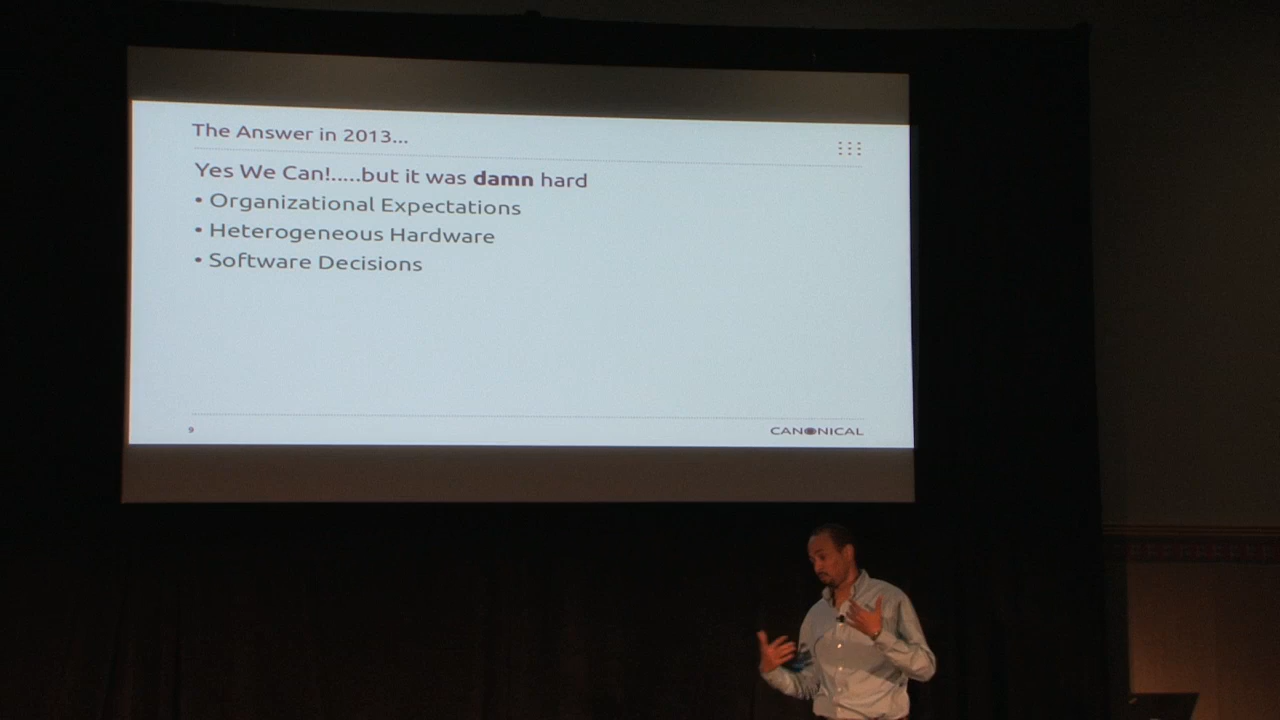 The Answer in 2013...
Yes We Can!.....but it was damn hard
• Organizational Expectations
• Heterogeneous Hardware
• Software Decisions
9
CANONICAL